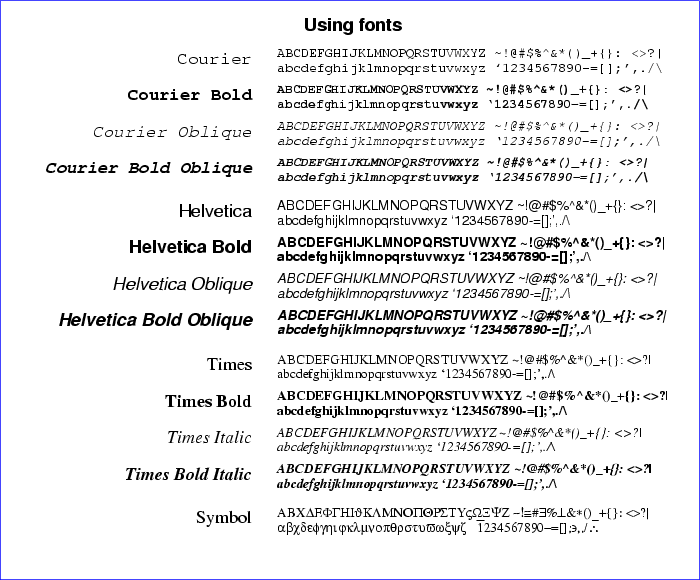 Using fonts
Courier ABCDEFGHIJKLMNOPQRSTUVWXYZ ~!@#$%^&*()_+{}: <>?|
abcdefghijklmnopqrstuvwxyz ‘1234567890-=[];’,./\
Courier Bold ABCDEFGHIJKLMNOPQRSTUVWXYZ ~!@#$%^&*()_+{}: <>?|
abcdefghijklmnopqrstuvwxyz ‘1234567890-=[];’,./\
Courier Oblique ABCDEFGHIJKLMNOPQRSTUVWXYZ ~!@#$%^&*()_+{}: <>?|
abcdefghijklmnopqrstuvwxyz ‘1234567890-=[];’,./\
Courier Bold Oblique ABCDEFGHIJKLMNOPQRSTUVWXYZ ~!@#$%^&*()_+{}: <>?|
abcdefghijklmnopqrstuvwxyz ‘1234567890-=[];’,./\
Helvetica ABCDEFGHIJKLMNOPQRSTUVWXYZ ~!@#$%^&*()_+{}: <>?|
abcdefghijklmnopqrstuvwxyz ‘1234567890-=[];’,./\
Helvetica Bold ABCDEFGHIJKLMNOPQRSTUVWXYZ ~!@#$%^&*()_+{}: <>?|
abcdefghijklmnopqrstuvwxyz ‘1234567890-=[];’,./\
Helvetica Oblique ABCDEFGHIJKLMNOPQRSTUVWXYZ ~!@#$%^&*()_+{}: <>?|
abcdefghijklmnopqrstuvwxyz ‘1234567890-=[];’,./\
Helvetica Bold Oblique ABCDEFGHIJKLMNOPQRSTUVWXYZ ~!@#$%^&*()_+{}: <>?|
abcdefghijklmnopqrstuvwxyz ‘1234567890-=[];’,./\
Times ABCDEFGHIJKLMNOPQRSTUVWXYZ ~!@#$%^&*()_+{}: <>?|
abcdefghijklmnopqrstuvwxyz ‘1234567890-=[];’,./\
Times Bold ABCDEFGHIJKLMNOPQRSTUVWXYZ ~!@#$%^&*()_+{}: <>?|
abcdefghijklmnopqrstuvwxyz ‘1234567890-=[];’,./\
Times Italic ABCDEFGHIJKLMNOPQRSTUVWXYZ ~!@#$%^&*()_+{}: <>?|
abcdefghijklmnopqrstuvwxyz ‘1234567890-=[];’,./\
Times Bold Italic ABCDEFGHIJKLMNOPQRSTUVWXYZ ~!@#$%^&*()_+{}: <>?|
abcdefghijklmnopqrstuvwxyz ‘1234567890-=[];’,./\
Symbol ΑΒΧΔΕΦΓΗΙϑΚΛΜΝΟΠΘΡΣΤΥςΩΞΨΖ ∼!≅#∃%⊥&∗()_+{}: <>?|
αβχδεφγηιϕκλμνοπθρστυϖωξψζ ‾1234567890−=[];∍,./∴